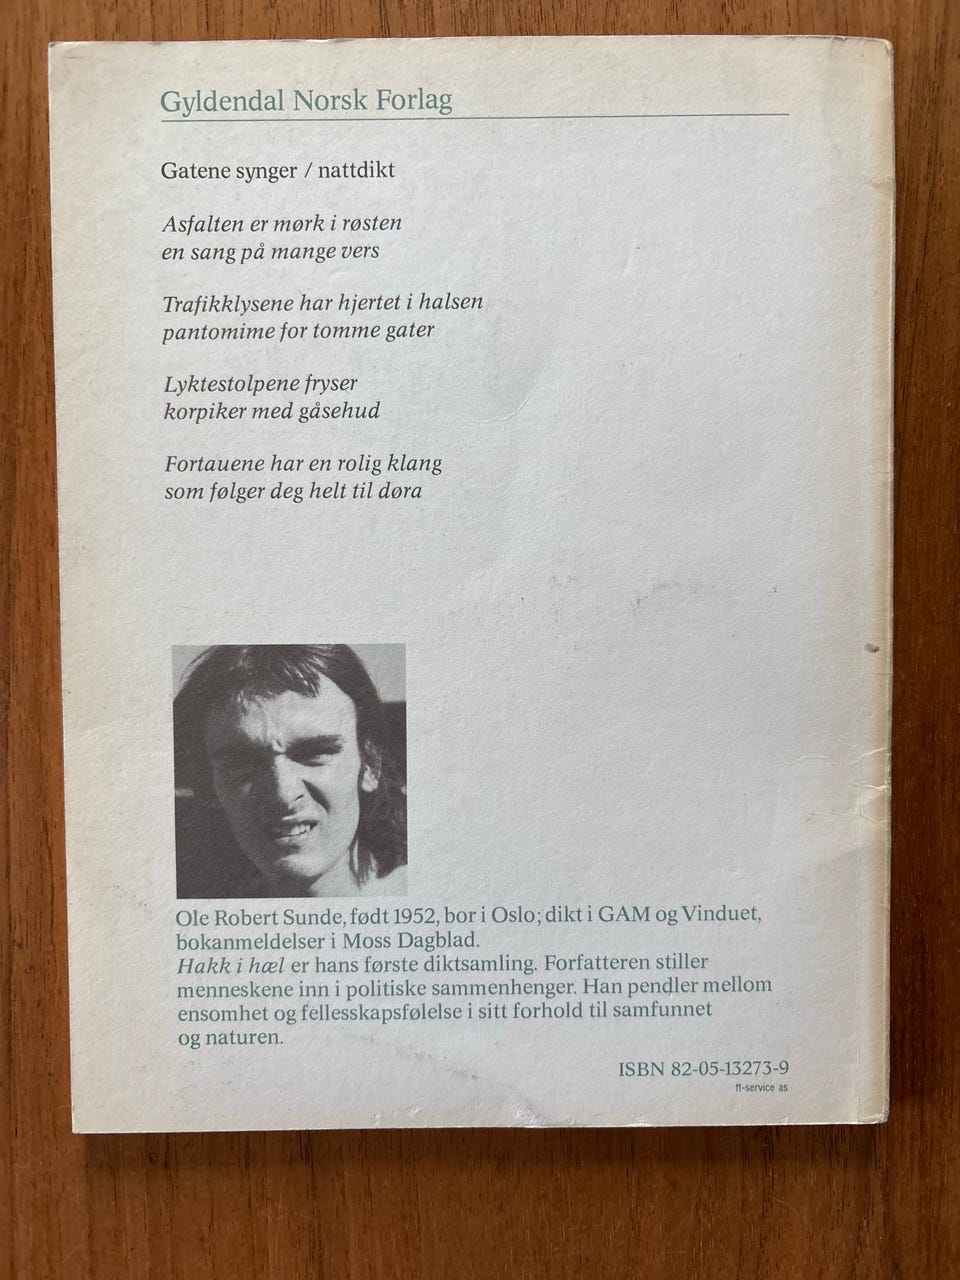 Gyldendal Norsk Forlag
Gatene synger / nattdikt
Asfalten er mørk i røsten
en sang på mange vers
Trafikklysene har hjertet i halsen
pantomime for tomme gater
Lyktestolpene fryser
korpiker med gåsehud
Fortauene har en rolig klang
som følger deg helt til døra
Ole Robert Sunde, født 1952, bor i Oslo; dikt i GAM og Vinduet,
bokanmeldelser i Moss Dagblad.
Hakk i hæl er hans første diktsamling. Forfatteren stiller
menneskene inn i politiske sammenhenger. Han pendler mellom
ensomhet og fellesskapsfølelse i sitt forhold til samfunnet
og naturen.
ISBN 82-05-13273-9
ft-service as